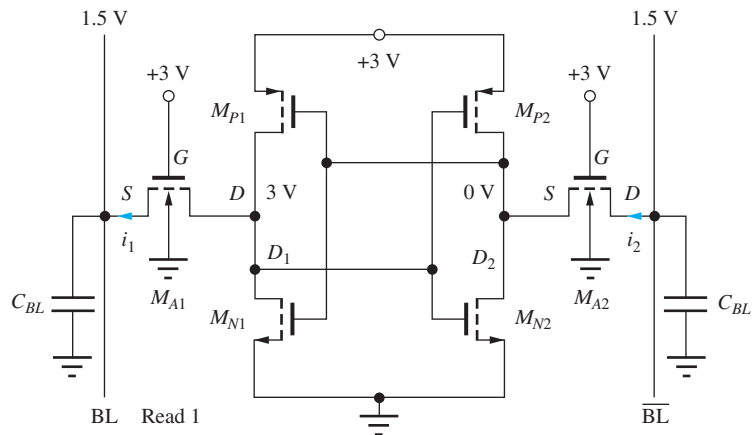 1.5 V
1.5 V
+3 V
+3 V
+3 V
M_P1
M_P2
G
G
S
D
3 V
0 V
S
D
i_1
D_1
D_2
i_2
C_BL
M_A1
M_N1
M_N2
M_A2
C_BL
BL
Read 1
B̅L̅